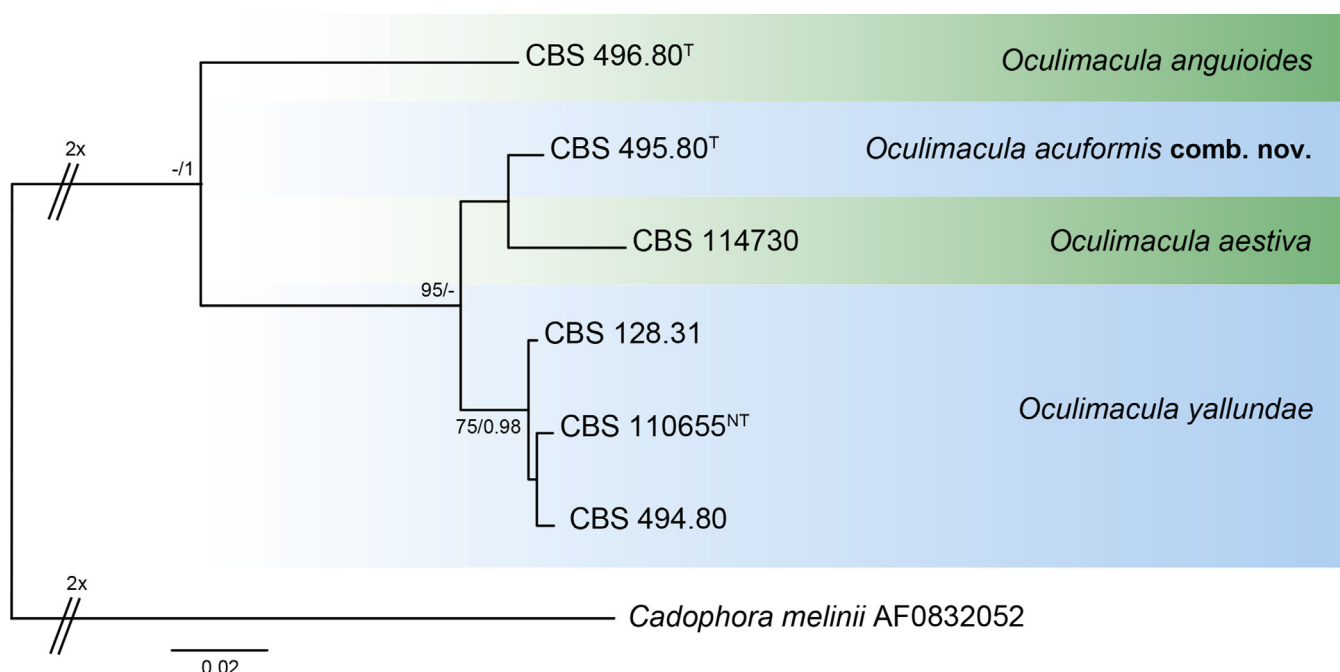 CBS 496.80ᵀ Oculimacula anguioides
2x
-/1
CBS 495.80ᵀ Oculimacula acuformis comb. nov.
CBS 114730 Oculimacula aestiva
95/-
CBS 128.31
CBS 110655ᴺᵀ Oculimacula yallundae
75/0.98
CBS 494.80
2x
Cadophora melinii AF0832052
0.02